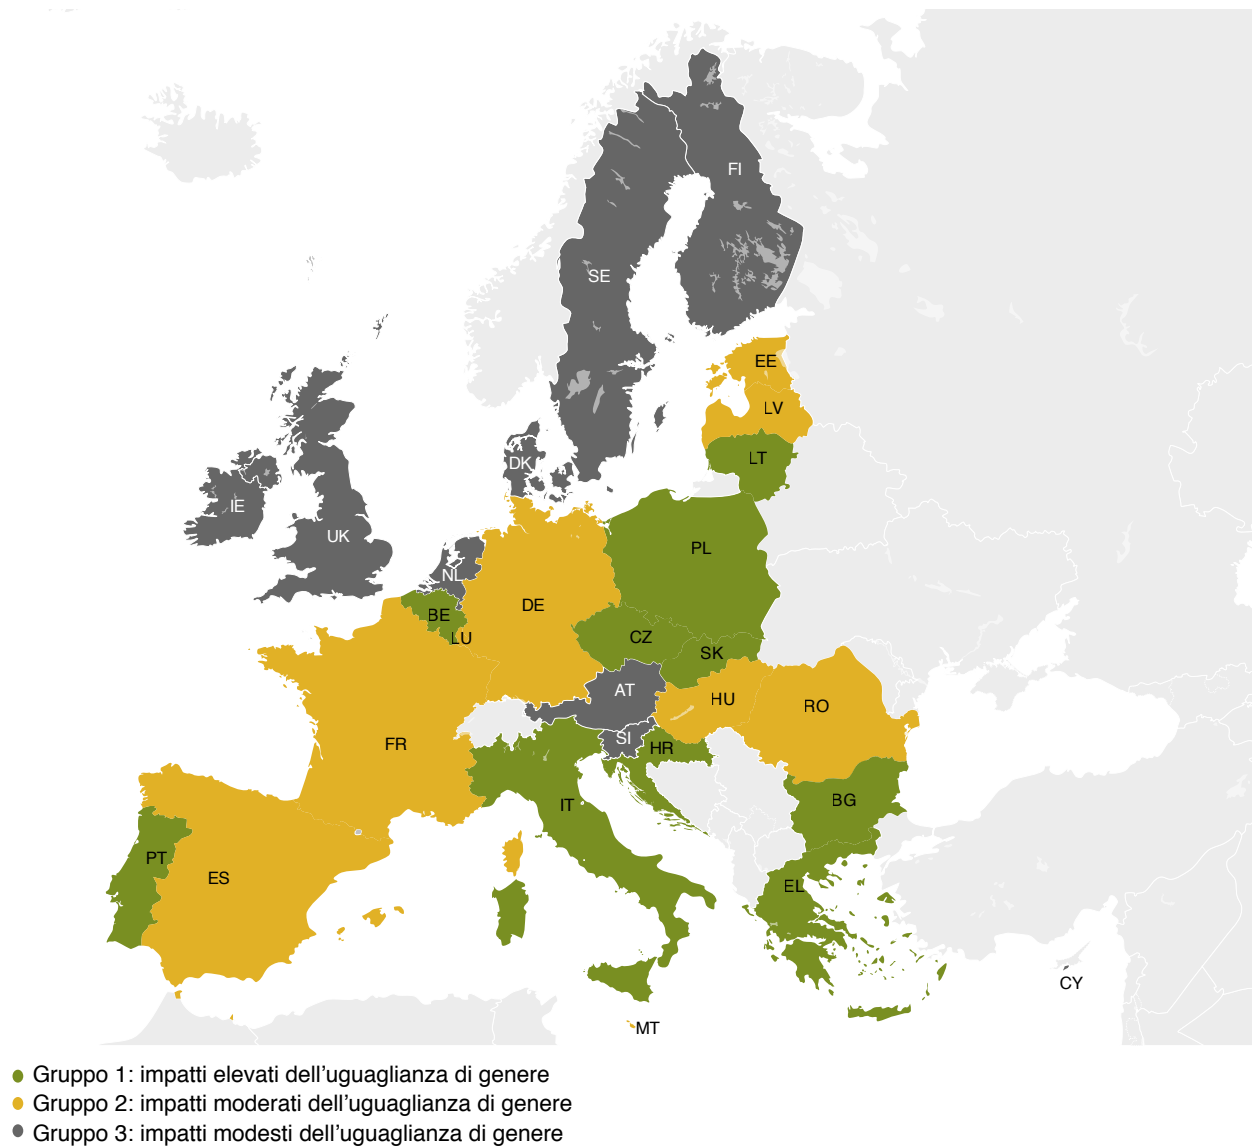 FI
SE
EE
LV
LT
DK
IE
UK
NL
PL
DE
BE
LU
CZ
SK
AT
HU
RO
SI
HR
FR
IT
BG
PT
ES
EL
CY
MT
Gruppo 1: impatti elevati dell'uguaglianza di genere
Gruppo 2: impatti moderati dell'uguaglianza di genere
Gruppo 3: impatti modesti dell'uguaglianza di genere